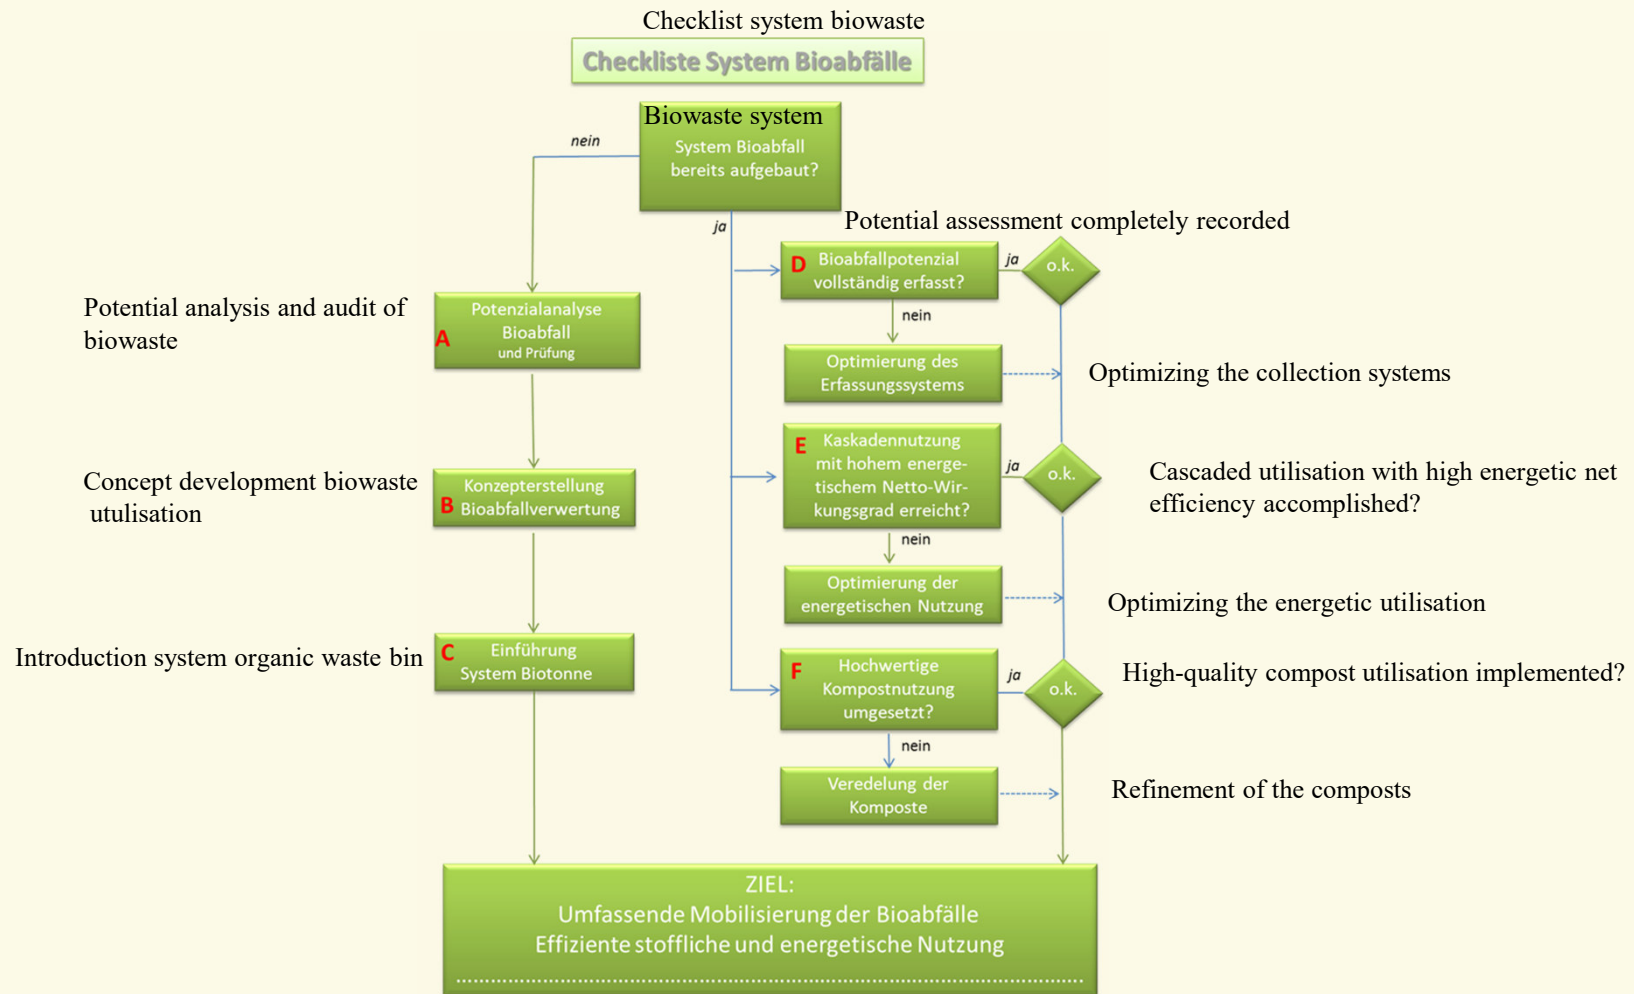 Checklist system biowaste
Checkliste System Bioabfälle
Biowaste system
System Bioabfall
bereits aufgebaut?
nein
ja
Potential analysis and audit of
biowaste
A
Potenzialanalyse
Bioabfall
und Prüfung
Concept development biowaste
utulisation
B
Konzepterstellung
Bioabfallverwertung
Introduction system organic waste bin
C
Einführung
System Biotonne
Potential assessment completely recorded
D
Bioabfallpotenzial
vollständig erfasst?
ja
o.k.
nein
Optimierung des
Erfassungssystems
Optimizing the collection systems
E
Kaskadennutzung
mit hohem energe-
tischem Netto-Wir-
kungsgrad erreicht?
ja
o.k.
Cascaded utilisation with high energetic net
efficiency accomplished?
nein
Optimierung der
energetischen Nutzung
Optimizing the energetic utilisation
F
Hochwertige
Kompostnutzung
umgesetzt?
ja
o.k.
High-quality compost utilisation implemented?
nein
Veredelung der
Komposte
Refinement of the composts
ZIEL:
Umfassende Mobilisierung der Bioabfälle
Effiziente stoffliche und energetische Nutzung
....................................................................................................